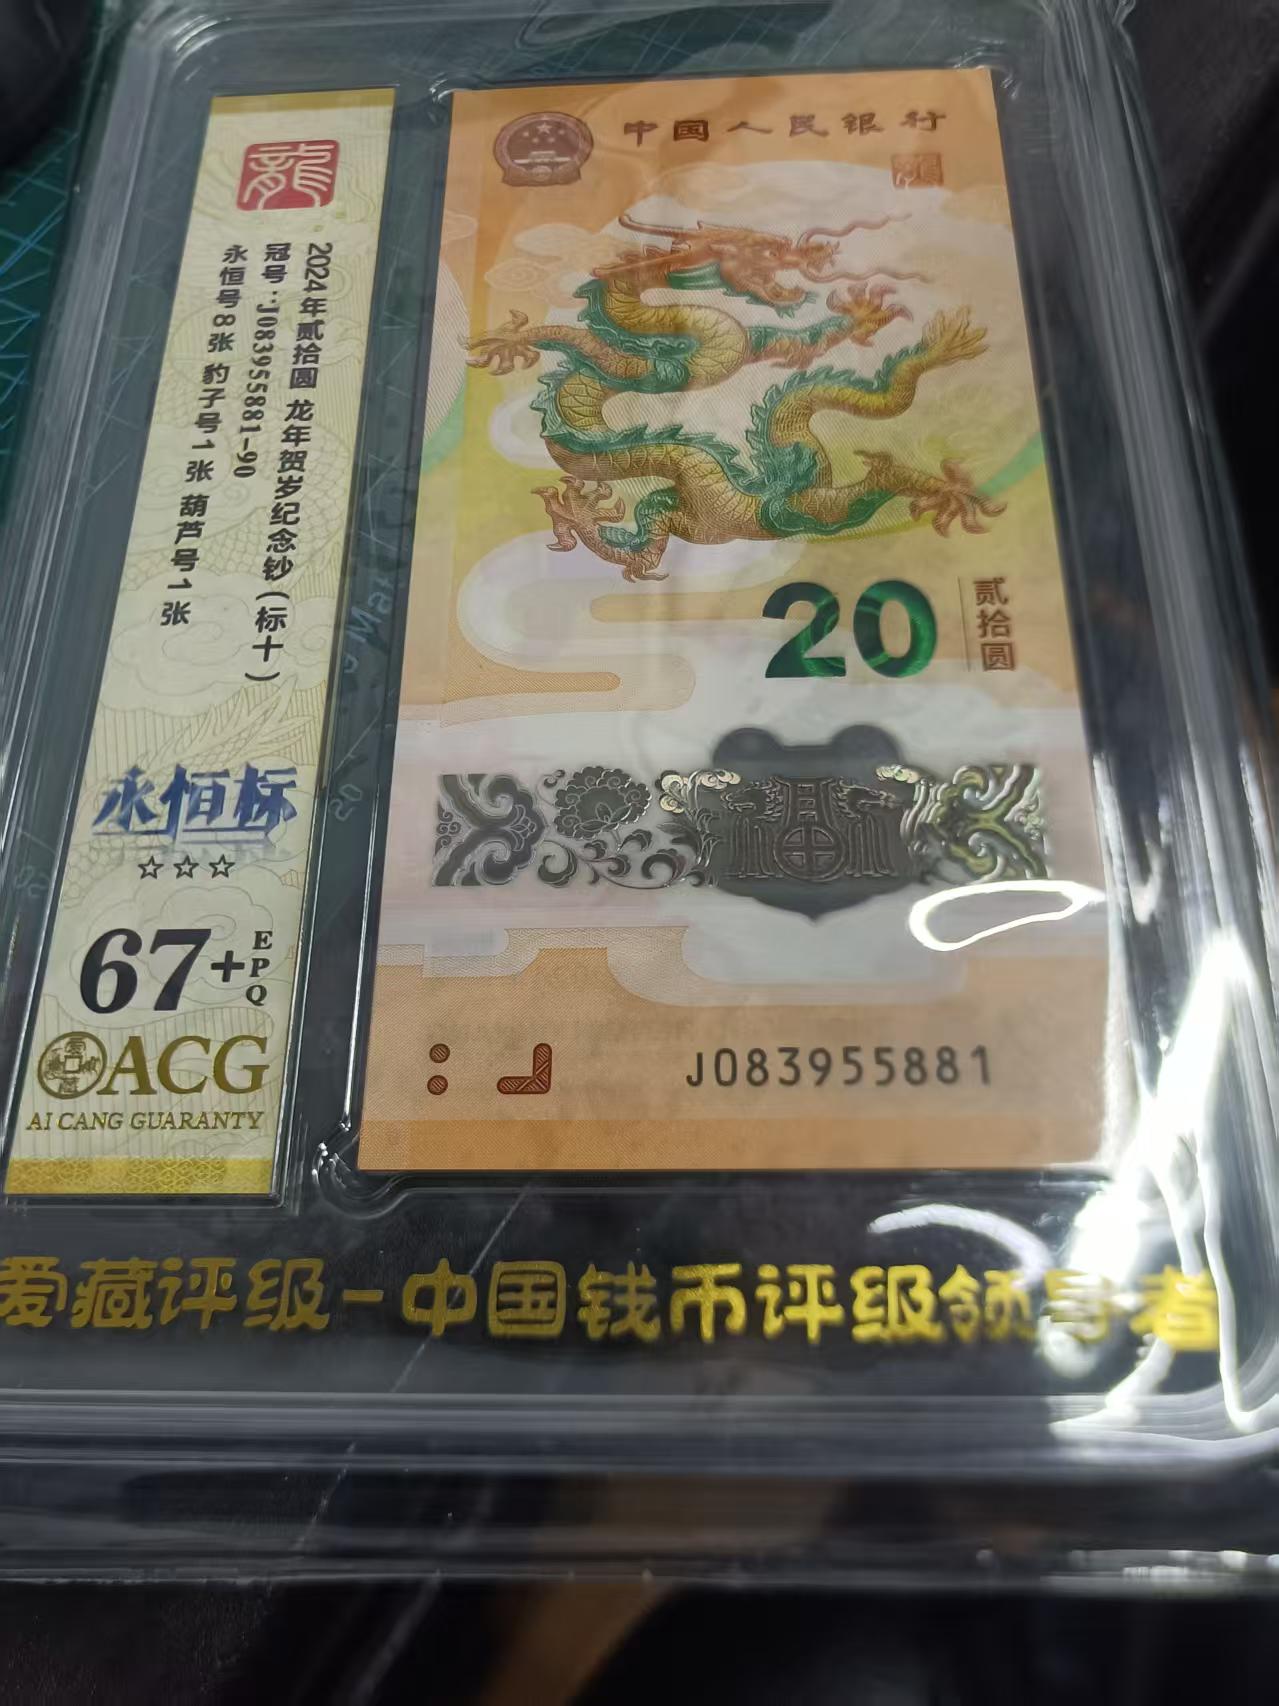 龍
2024年贰拾圆 龙年贺岁纪念钞(标十)
冠号:J083955881-90
永恒号8张 豹子号1张 葫芦号1张
永恒标
☆☆☆
67+EPQ
ACG
AI CANG GUARANTY
中国人民银行
20
贰拾圆
J083955881
爱藏评级-中国钱币评级领导者